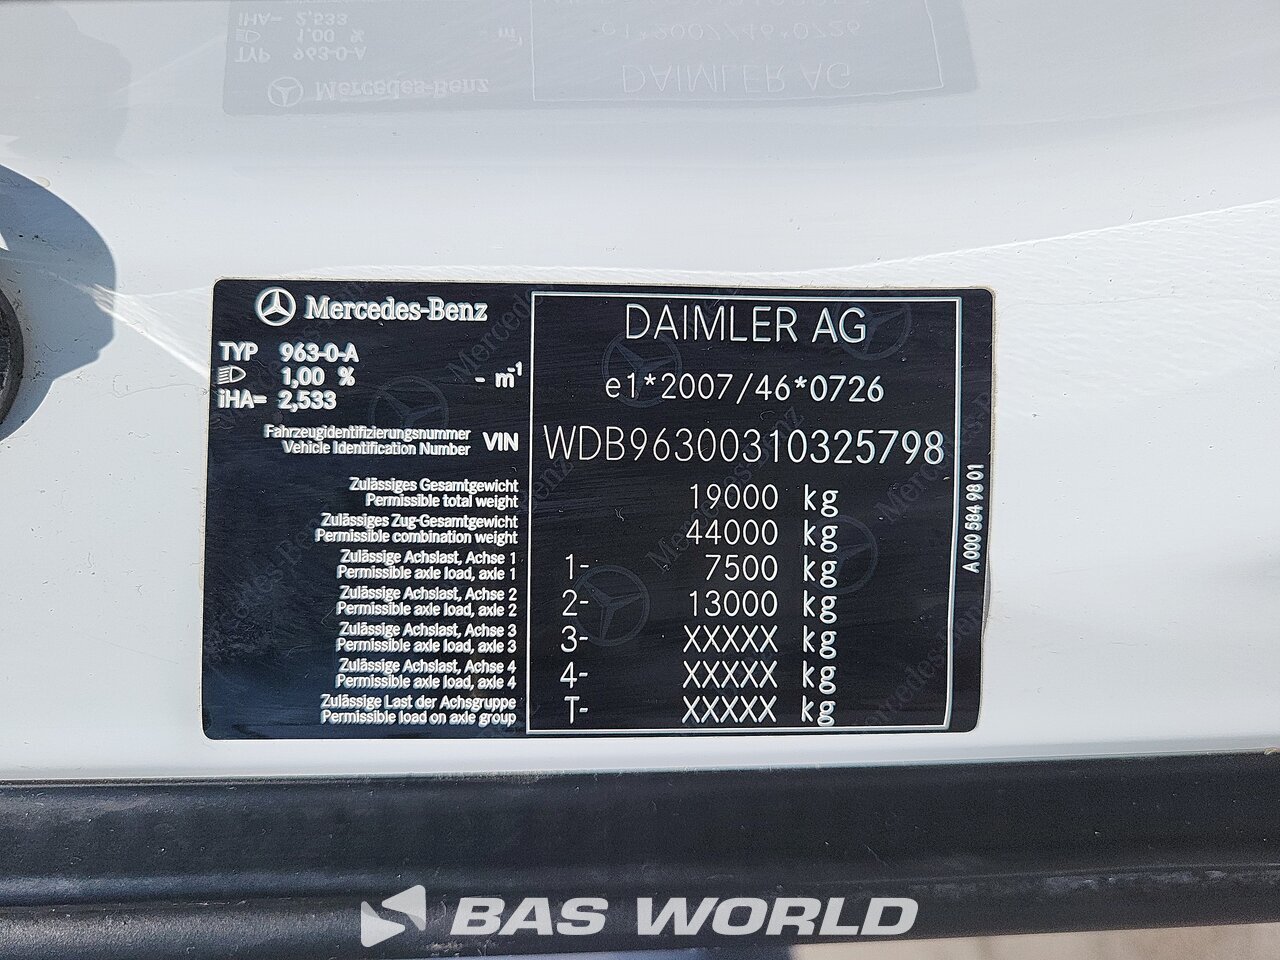 Mercedes-Benz
TYP 963-0-A
1,00 % - m⁻¹
iHA= 2,533
DAIMLER AG
e1*2007/46*0726
Fahrzeugidentifizierungsnummer
Vehicle Identification Number
VIN WDB96300310325798
Zulässiges Gesamtgewicht
Permissible total weight
19000 kg
Zulässiges Zug-Gesamtgewicht
Permissible combination weight
44000 kg
Zulässige Achslast, Achse 1
Permissible axle load, axle 1
1- 7500 kg
Zulässige Achslast, Achse 2
Permissible axle load, axle 2
2- 13000 kg
Zulässige Achslast, Achse 3
Permissible axle load, axle 3
3- XXXXX kg
Zulässige Achslast, Achse 4
Permissible axle load, axle 4
4- XXXXX kg
Zulässige Last der Achsgruppe
Permissible load on axle group
T- XXXXX kg
A 000 584 98 01
BAS WORLD